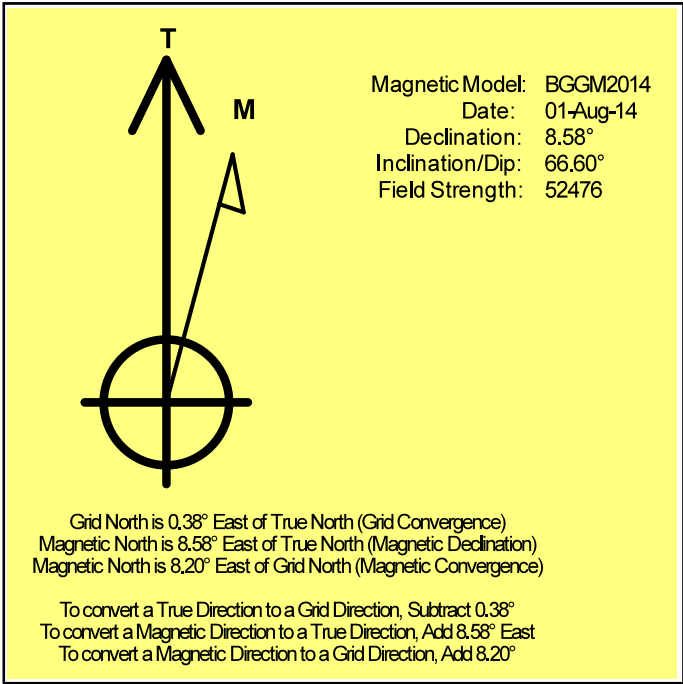 T
M
Magnetic Model: BGGM2014
Date: 01-Aug-14
Declination: 8.58°
Inclination/Dip: 66.60°
Field Strength: 52476
Grid North is 0.38° East of True North (Grid Convergence)
Magnetic North is 8.58° East of True North (Magnetic Declination)
Magnetic North is 8.20° East of Grid North (Magnetic Convergence)
To convert a True Direction to a Grid Direction, Subtract 0.38°
To convert a Magnetic Direction to a True Direction, Add 8.58° East
To convert a Magnetic Direction to a Grid Direction, Add 8.20°